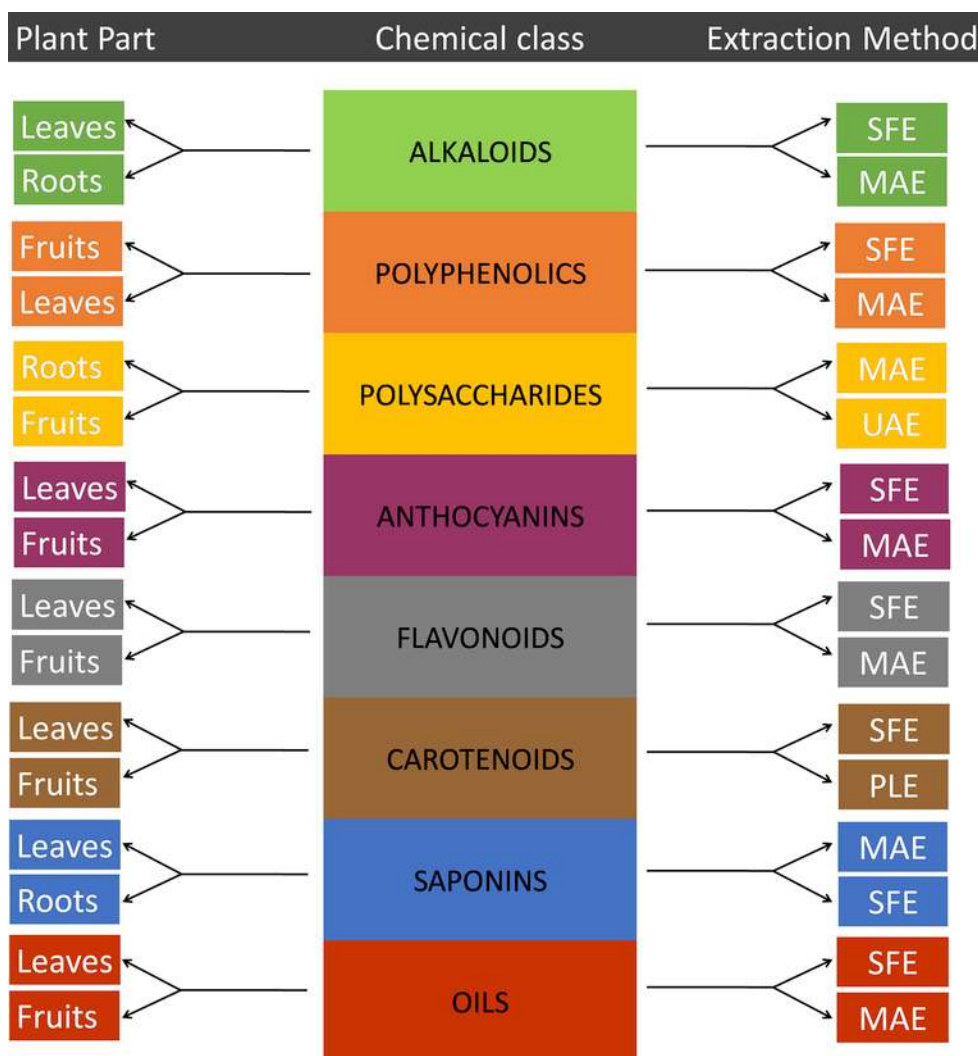 Plant Part Chemical class Extraction Method
Leaves
Roots
ALKALOIDS
SFE
MAE
Fruits
Leaves
POLYPHENOLICS
SFE
MAE
Roots
Fruits
POLYSACCHARIDES
MAE
UAE
Leaves
Fruits
ANTHOCYANINS
SFE
MAE
Leaves
Fruits
FLAVONOIDS
SFE
MAE
Leaves
Fruits
CAROTENOIDS
SFE
PLE
Leaves
Roots
SAPONINS
MAE
SFE
Leaves
Fruits
OILS
SFE
MAE